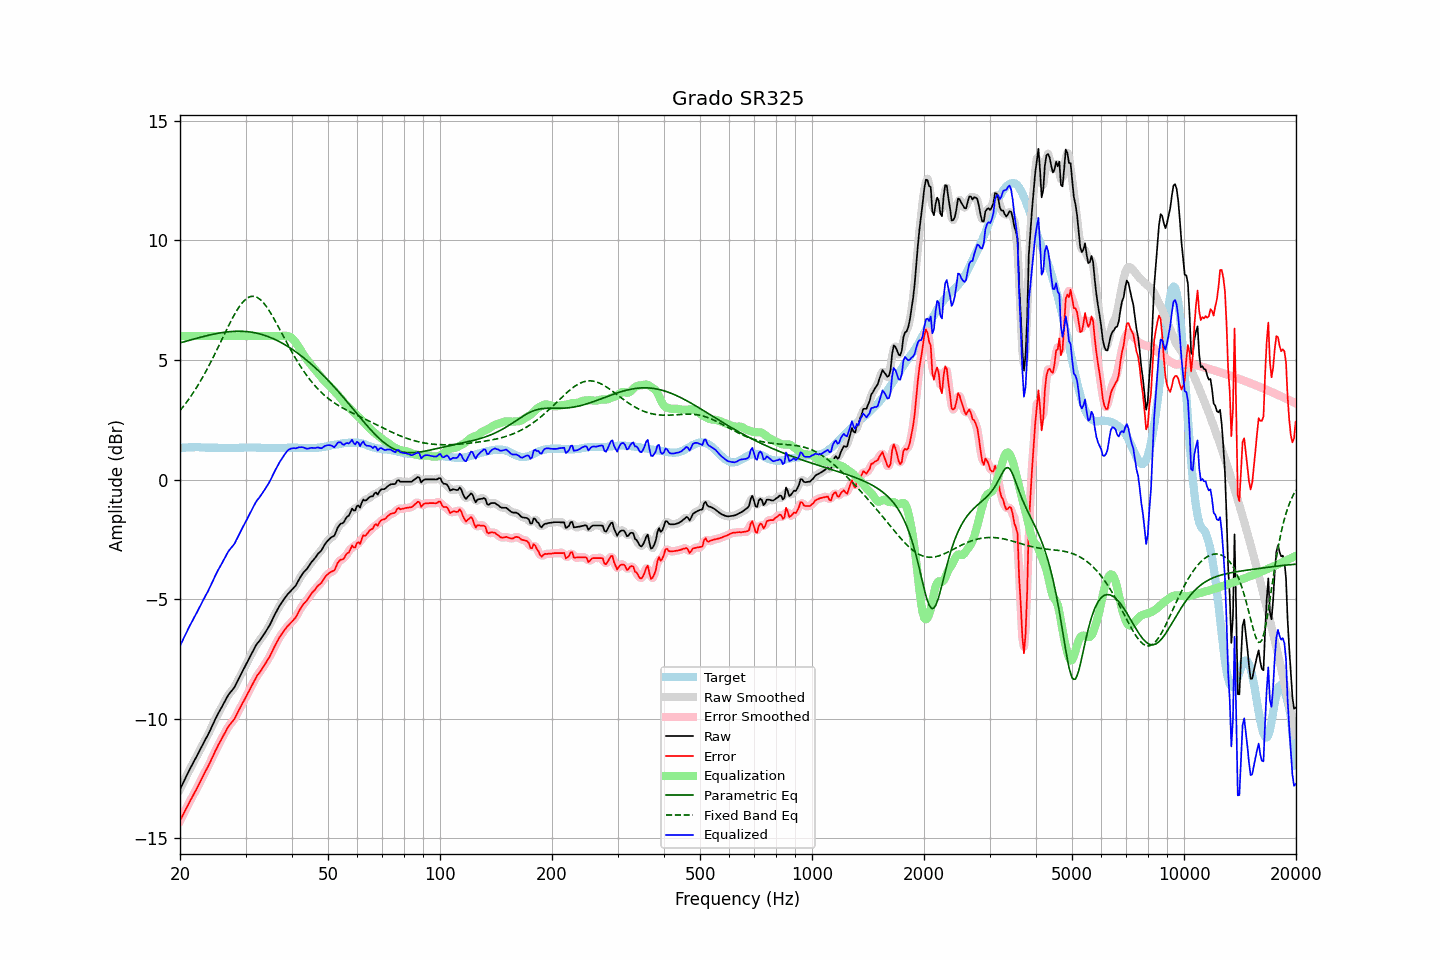 Grado SR325
Amplitude (dBr)
15
10
5
0
−5
−10
−15
20
50
100
200
500
1000
2000
5000
10000
20000
Frequency (Hz)
Target
Raw Smoothed
Error Smoothed
Raw
Error
Equalization
Parametric Eq
Fixed Band Eq
Equalized